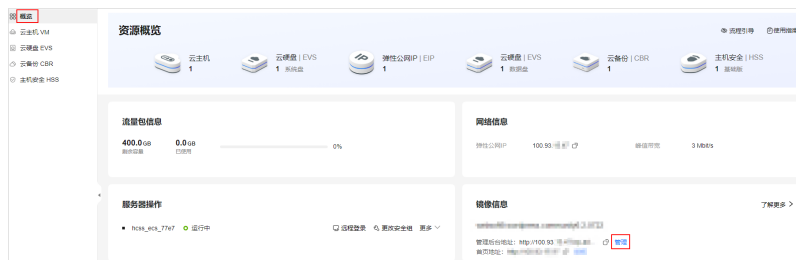 概览
云主机 VM
云硬盘 EVS
云备份 CBR
主机安全 HSS
资源概览
流程引导
使用指南
云主机
1
云硬盘 | EVS
1 系统盘
弹性公网IP | EIP
1
云硬盘 | EVS
1 数据盘
云备份 | CBR
1
主机安全 | HSS
1 基础版
流量包信息
400.0 GB
剩余容量
0.0 GB
已使用
0%
网络信息
弹性公网IP
100.93.
峰值带宽
3 Mbit/s
服务器操作
hcss_ecs_77e7
运行中
远程登录
更改安全组
更多
镜像信息
了解更多 >
管理后台地址: http://100.93
管理
首页地址: